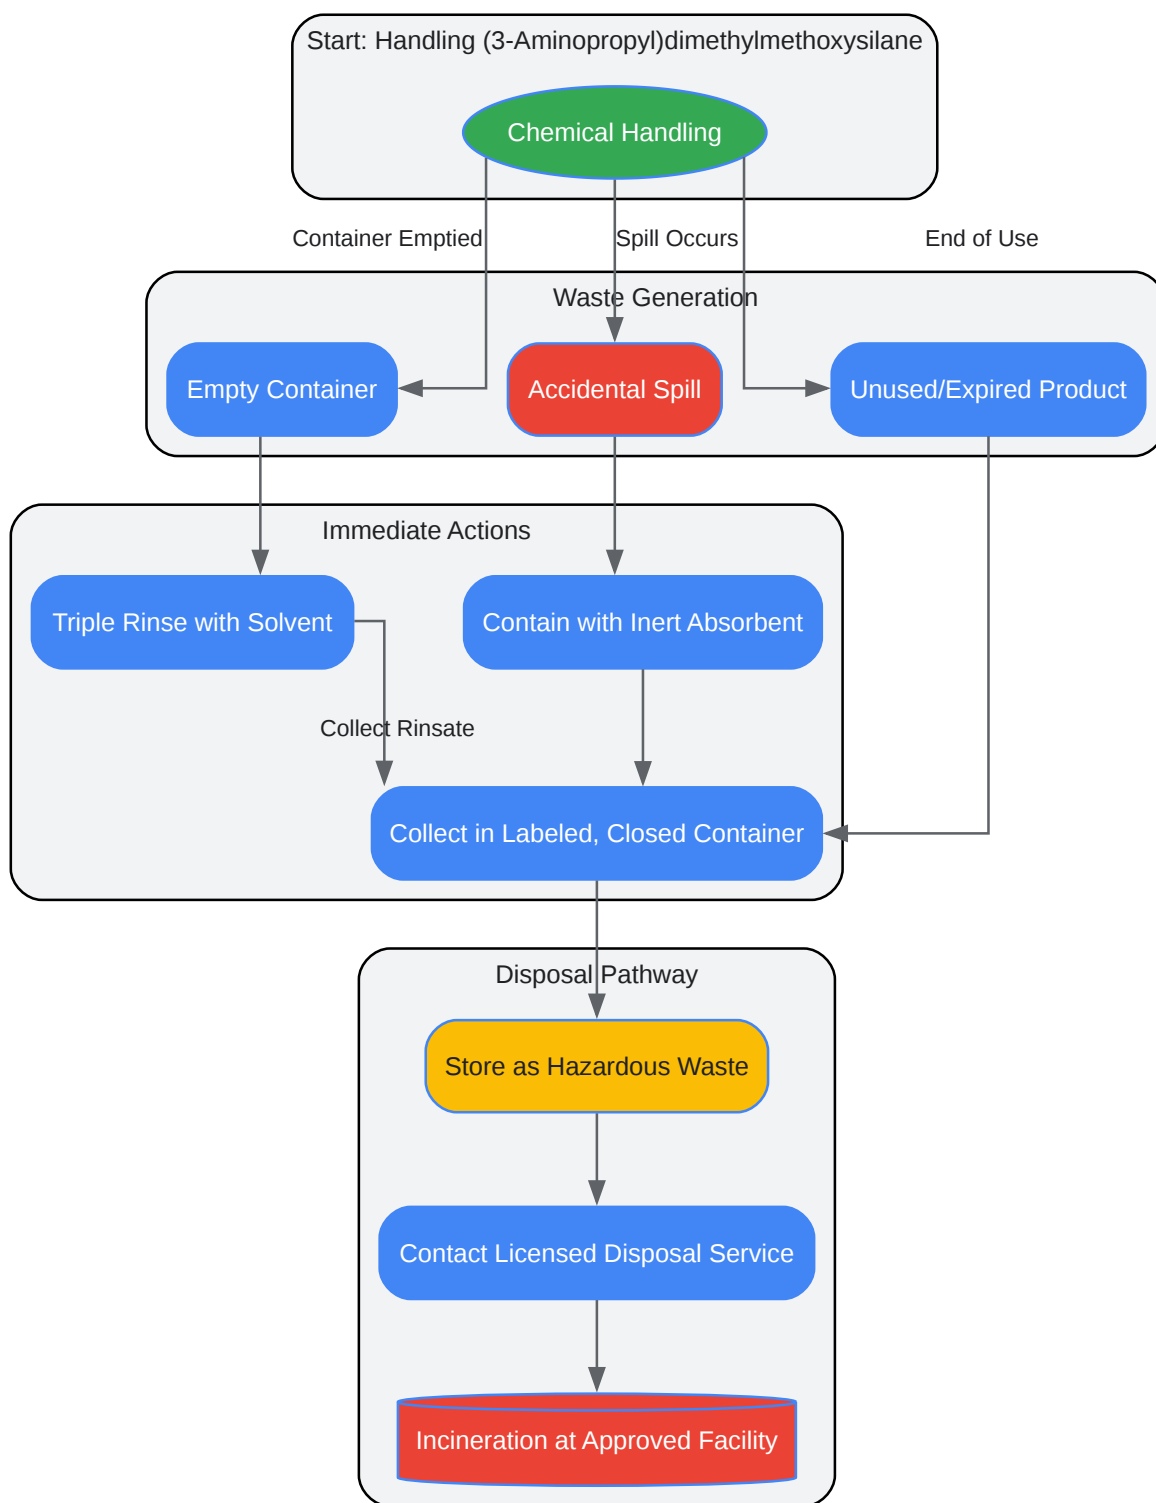 Start: Handling (3-Aminopropyl)dimethylmethoxysilane
Chemical Handling
Container Emptied
Spill Occurs
End of Use
Waste Generation
Empty Container
Accidental Spill
Unused/Expired Product
Immediate Actions
Triple Rinse with Solvent
Contain with Inert Absorbent
Collect Rinsate
Collect in Labeled, Closed Container
Disposal Pathway
Store as Hazardous Waste
Contact Licensed Disposal Service
Incineration at Approved Facility